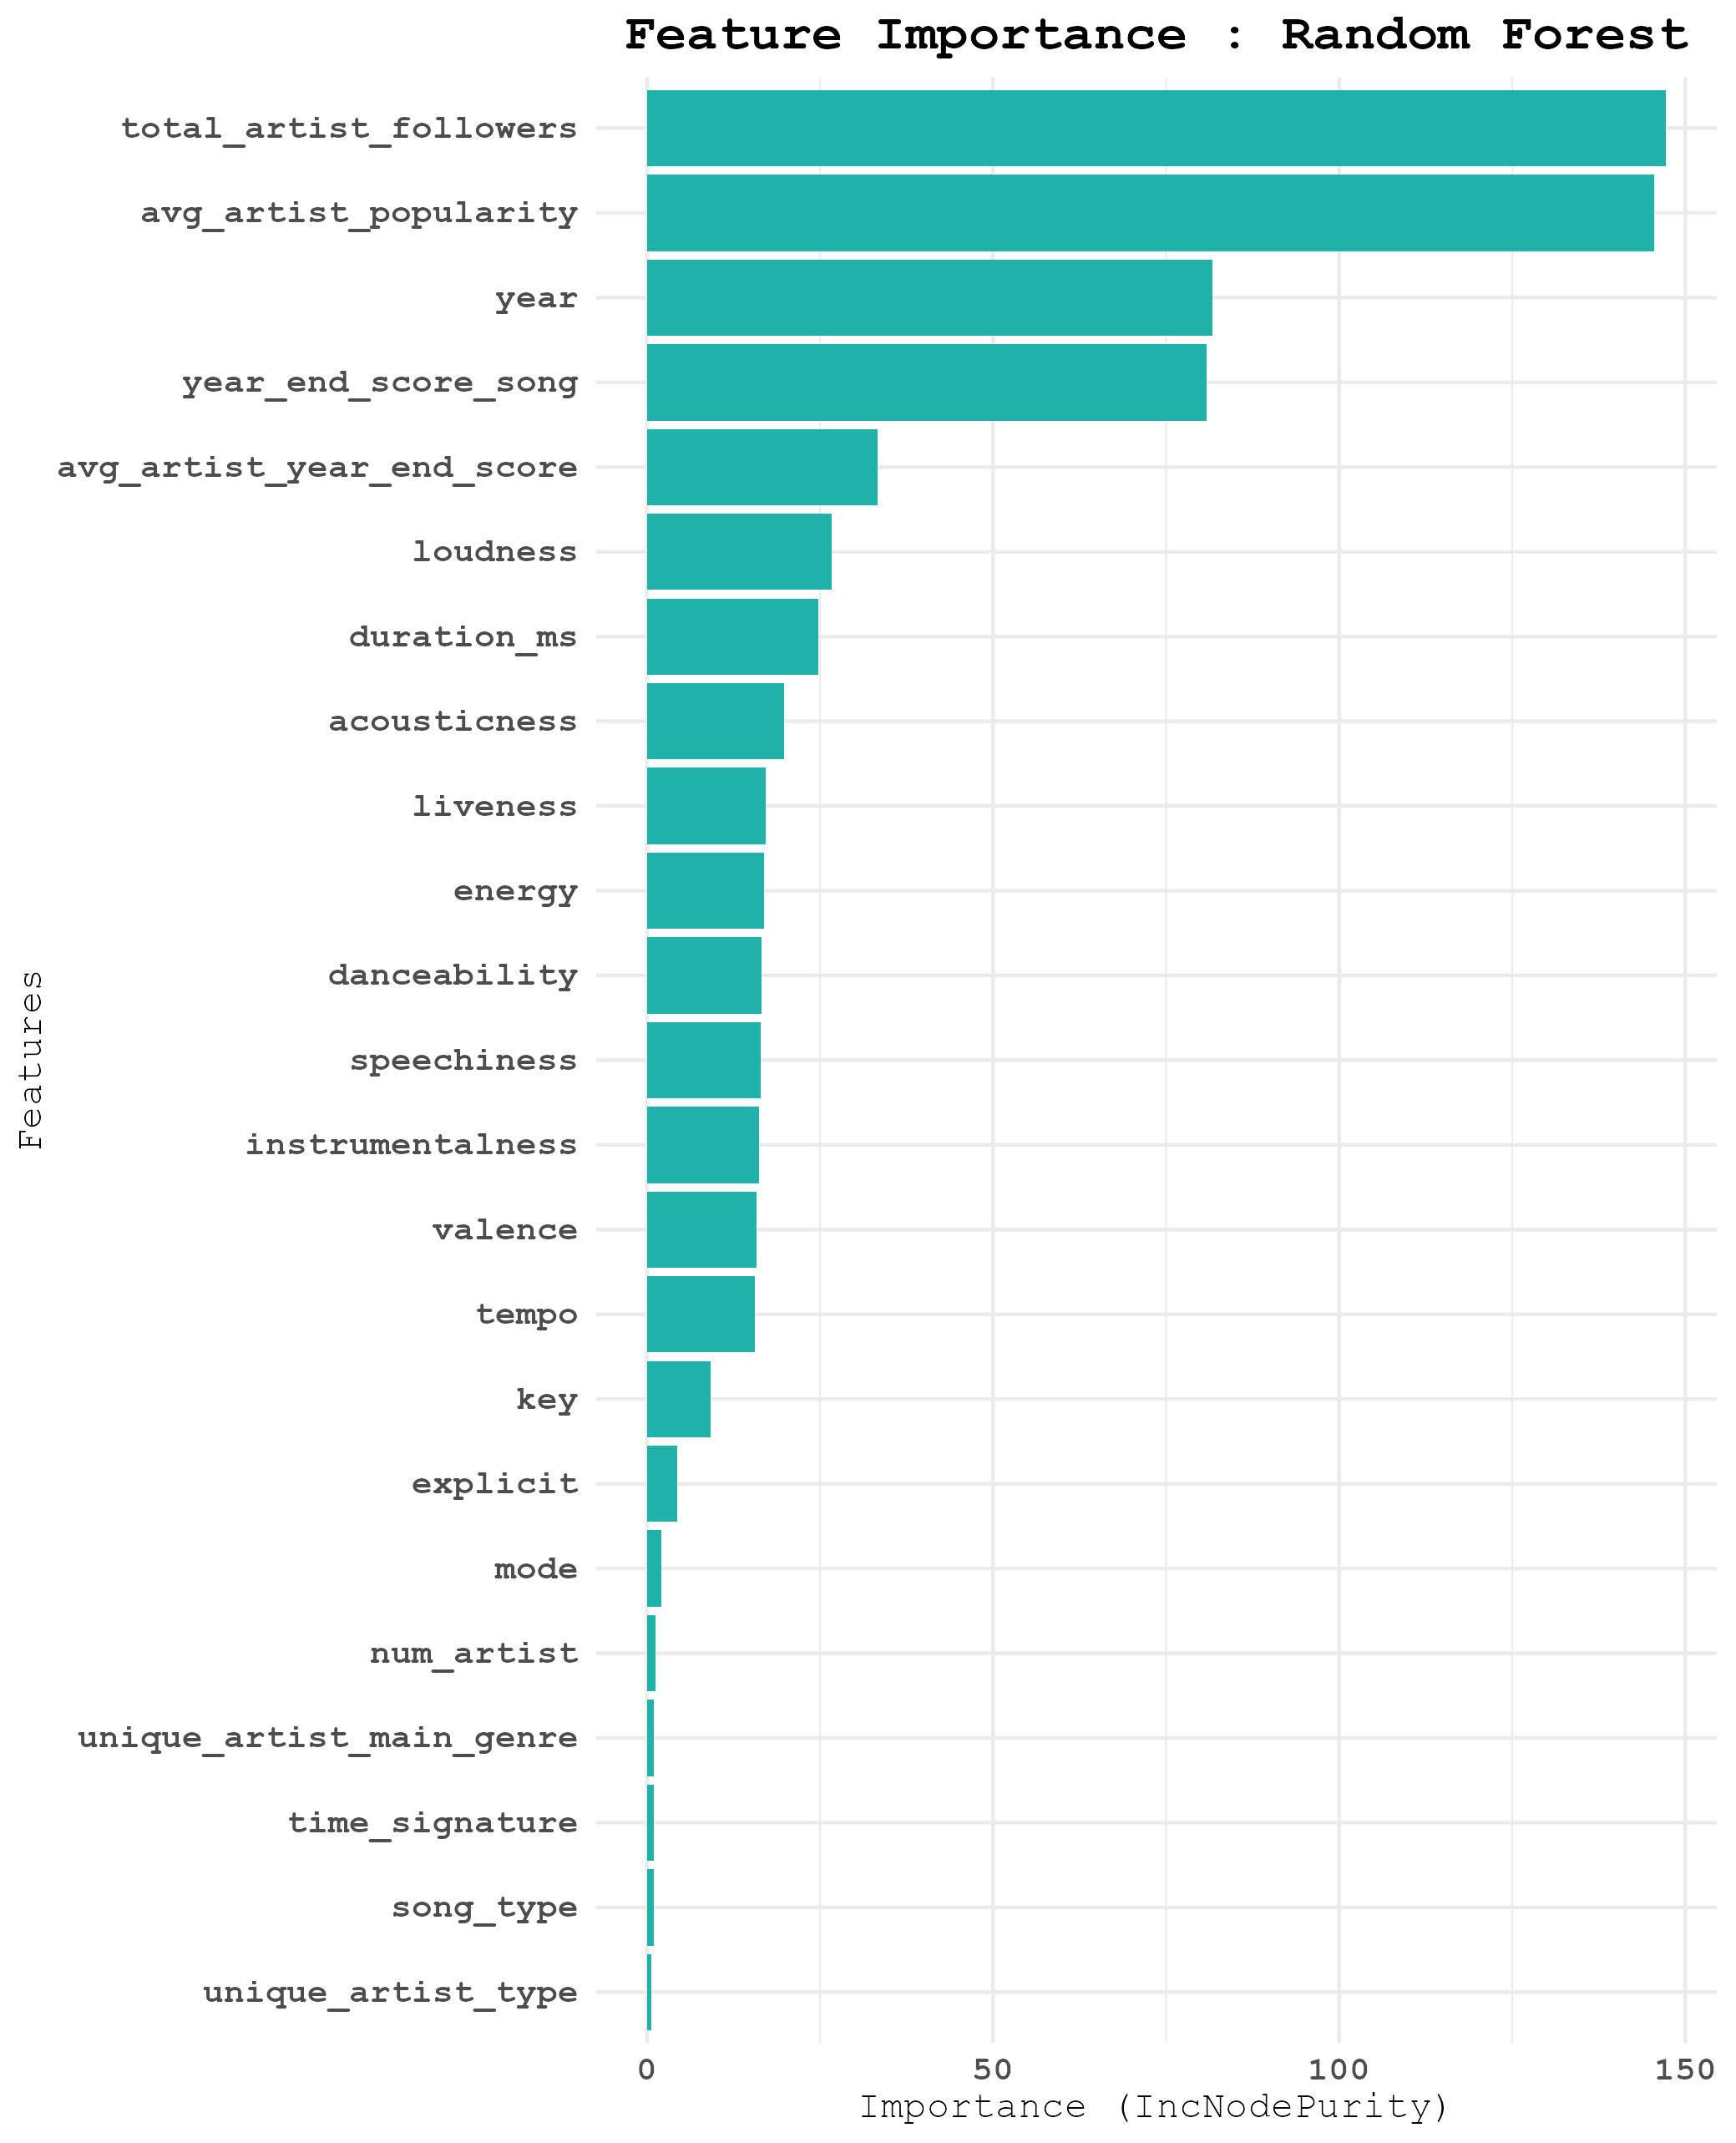 Feature Importance : Random Forest
total_artist_followers
avg_artist_popularity
year
year_end_score_song
avg_artist_year_end_score
loudness
duration_ms
acousticness
liveness
energy
danceability
speechiness
instrumentalness
valence
tempo
key
explicit
mode
num_artist
unique_artist_main_genre
time_signature
song_type
unique_artist_type
Features
0 50 100 150
Importance (IncNodePurity)